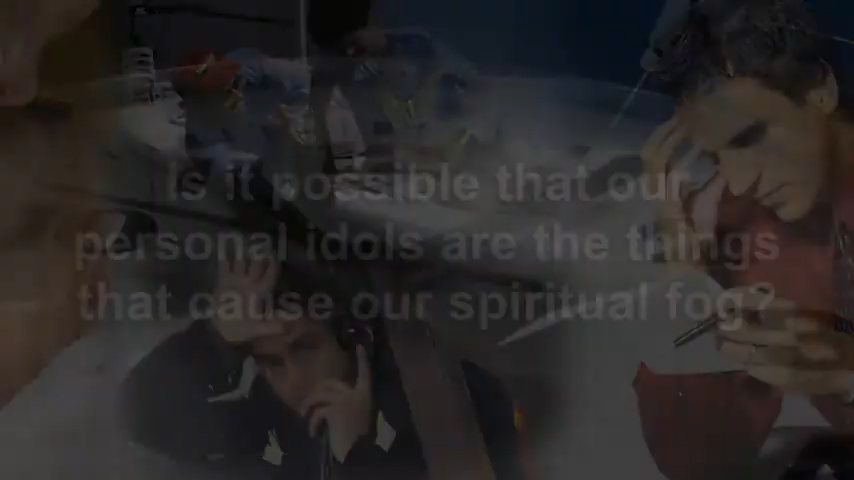 Is it possible that our
personal idols are the things
that cause our spiritual fog?